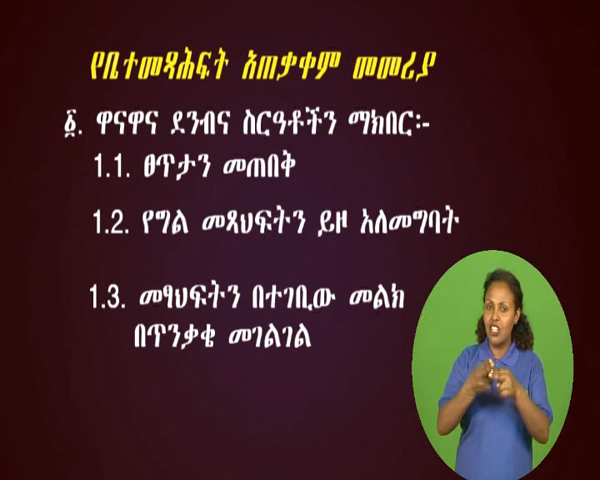 የቤተመጻሕፍት አጠቃቀም መመሪያ
፩. ዋናዋና ደንብና ስርዓቶችን ማክበር፡-
1.1. ፀጥታን መጠበቅ
1.2. የግል መጻህፍትን ይዞ አለመግባት
1.3. መፃህፍትን በተገቢው መልክ
በጥንቃቄ መገልገል